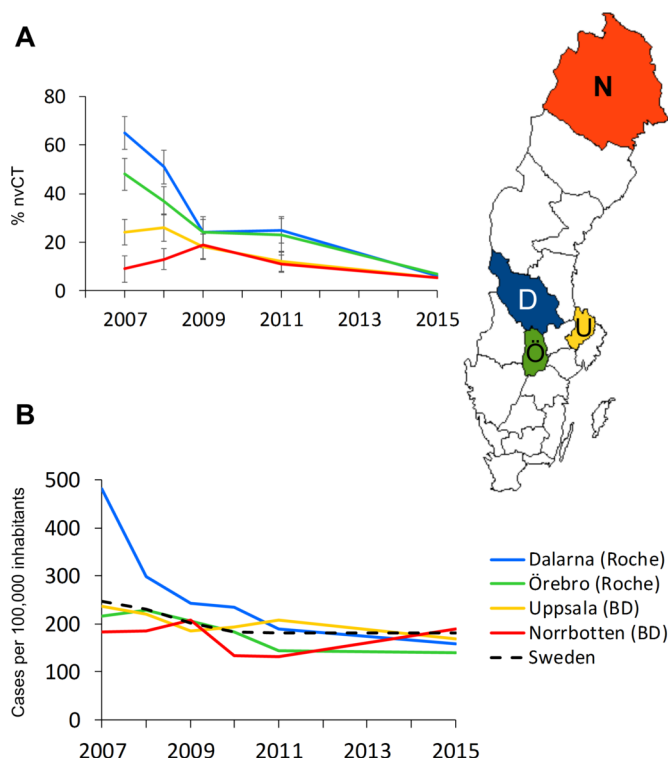 A
80
60
40
20
0
% nvCT
2007 2009 2011 2013 2015
N
D
U
Ö
B
500
400
300
200
100
0
Cases per 100,000 inhabitants
2007 2009 2011 2013 2015
Dalarna (Roche)
Örebro (Roche)
Uppsala (BD)
Norrbotten (BD)
Sweden